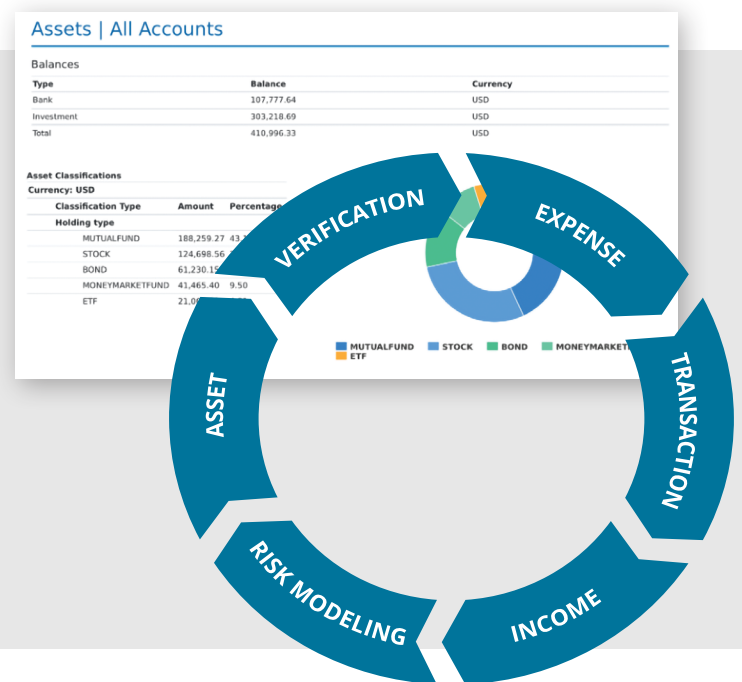 Assets | All Accounts
Balances
Type Balance Currency
Bank 107,777.64 USD
Investment 303,218.69 USD
Total 410,996.33 USD
Asset Classifications
Currency: USD
Classification Type Amount Percentage
Holding type
MUTUALFUND 188,259.27
STOCK 124,698.56
BOND
MONEYMARKETFUND 41,465.40 9.50
ETF
MUTUALFUND STOCK BOND
ETF
VERIFICATION
EXPENSE
TRANSACTION
INCOME
RISK MODELING
ASSET